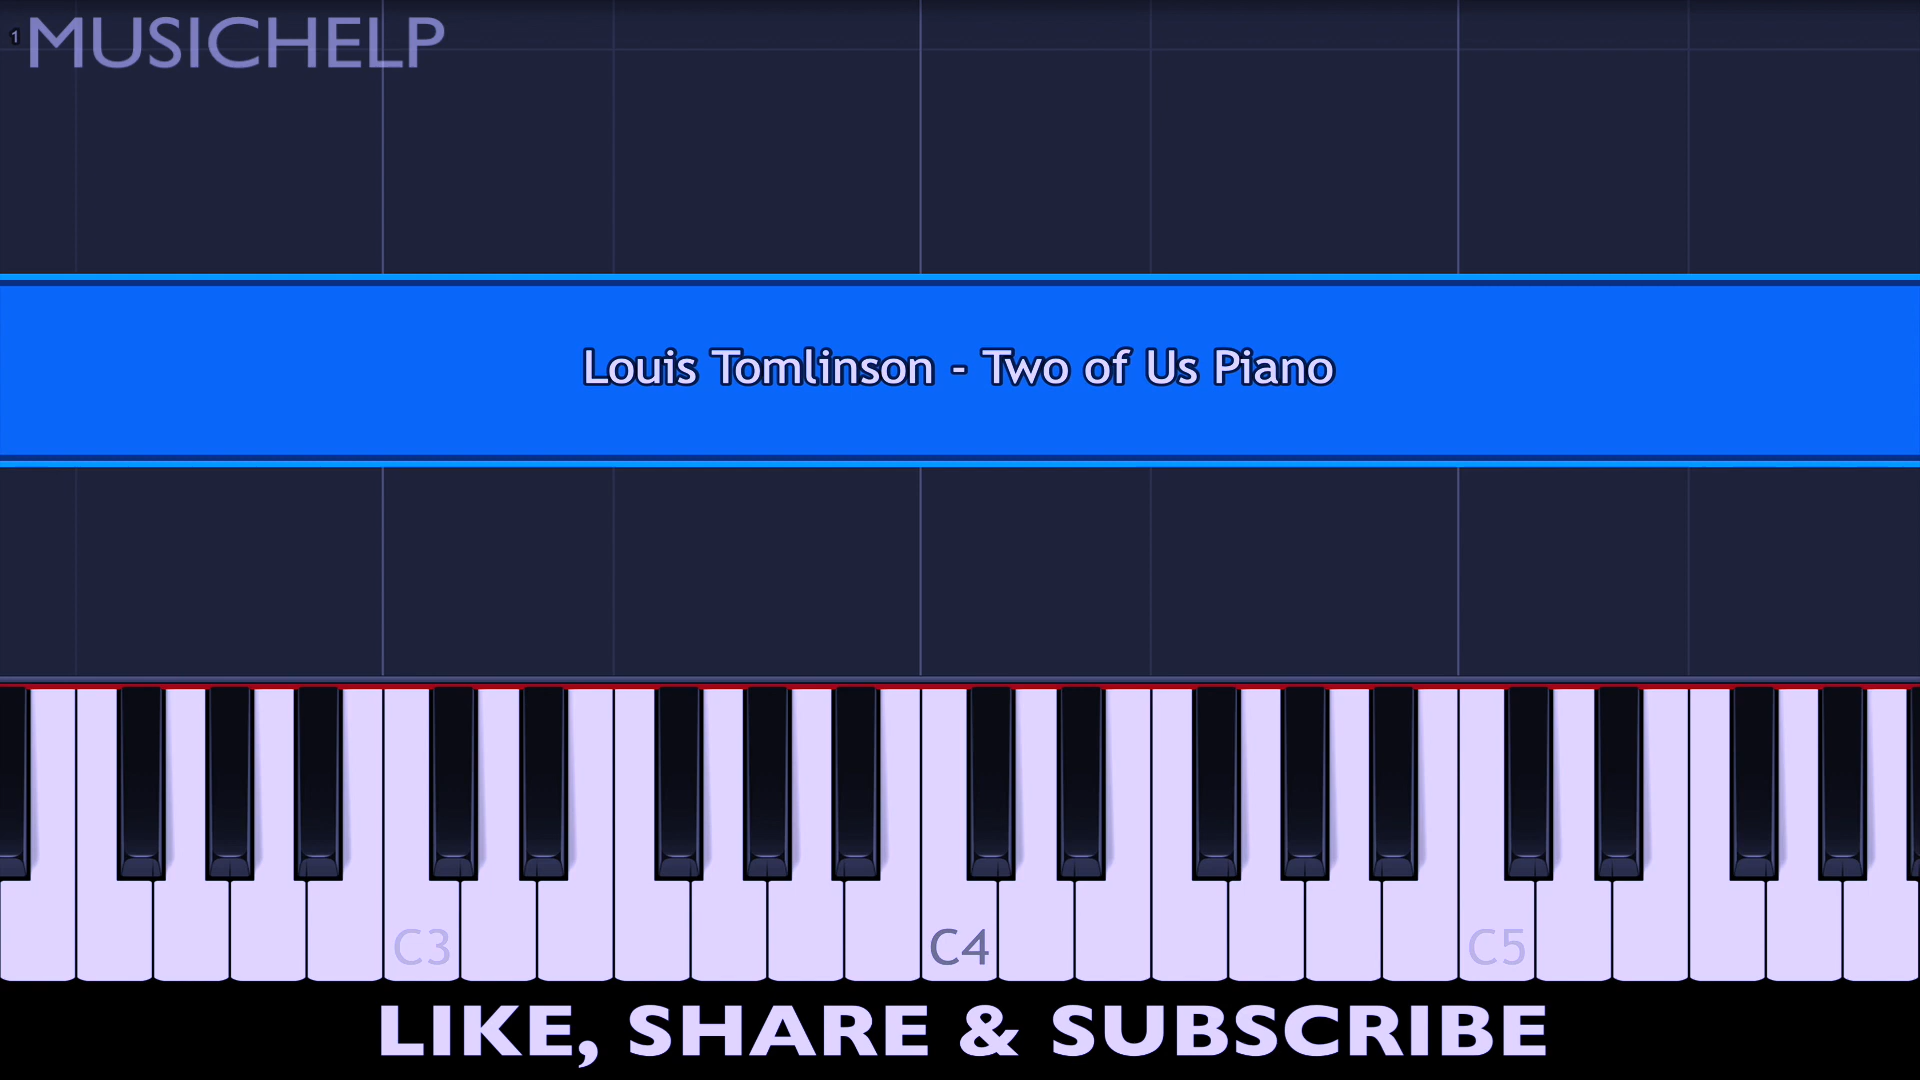 1
MUSICHELP
Louis Tomlinson - Two of Us Piano
C3
C4
C5
LIKE, SHARE & SUBSCRIBE